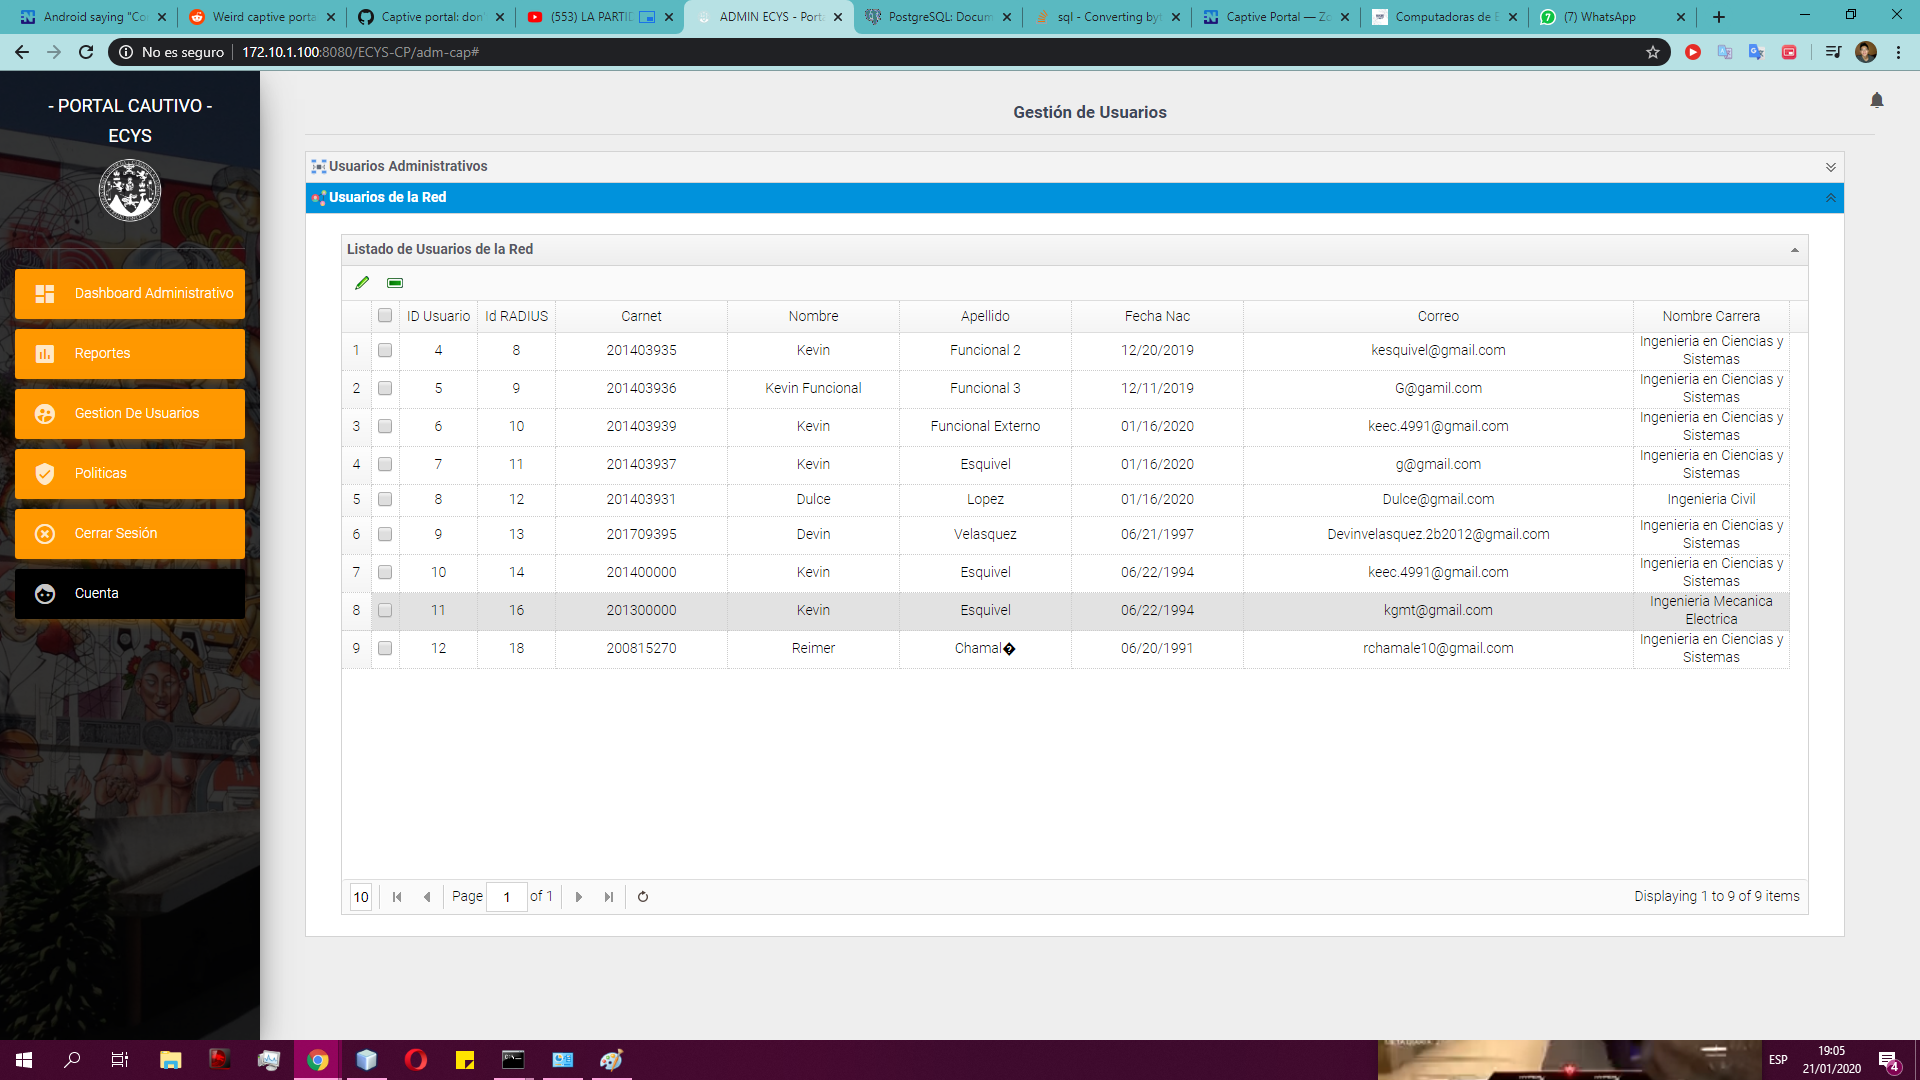 Android saying "Co
Weird captive porta
Captive portal: don'
(553) LA PARTID
ADMIN ECYS - Porta
PostgreSQL: Docum
sql - Converting byt
Captive Portal — Zo
Computadoras de E
(7) WhatsApp
No es seguro
172.10.1.100:8080/ECYS-CP/adm-cap#
- PORTAL CAUTIVO -
ECYS
Dashboard Administrativo
Reportes
Gestion De Usuarios
Politicas
Cerrar Sesión
Cuenta
Gestión de Usuarios
Usuarios Administrativos
Usuarios de la Red
Listado de Usuarios de la Red
ID Usuario Id RADIUS Carnet Nombre Apellido Fecha Nac Correo Nombre Carrera
1 4 8 201403935 Kevin Funcional 2 12/20/2019 kesquivel@gmail.com Ingenieria en Ciencias y
Sistemas
2 5 9 201403936 Kevin Funcional Funcional 3 12/11/2019 G@gamil.com Ingenieria en Ciencias y
Sistemas
3 6 10 201403939 Kevin Funcional Externo 01/16/2020 keec.4991@gmail.com Ingenieria en Ciencias y
Sistemas
4 7 11 201403937 Kevin Esquivel 01/16/2020 g@gmail.com Ingenieria en Ciencias y
Sistemas
5 8 12 201403931 Dulce Lopez 01/16/2020 Dulce@gmail.com Ingenieria Civil
6 9 13 201709395 Devin Velasquez 06/21/1997 Devinvelasquez.2b2012@gmail.com Ingenieria en Ciencias y
Sistemas
7 10 14 201400000 Kevin Esquivel 06/22/1994 keec.4991@gmail.com Ingenieria en Ciencias y
Sistemas
8 11 16 201300000 Kevin Esquivel 06/22/1994 kgmt@gmail.com Ingenieria Mecanica
Electrica
9 12 18 200815270 Reimer Chamal� 06/20/1991 rchamale10@gmail.com Ingenieria en Ciencias y
Sistemas
10 Page 1 of 1 Displaying 1 to 9 of 9 items
ESP
19:05
21/01/2020
4